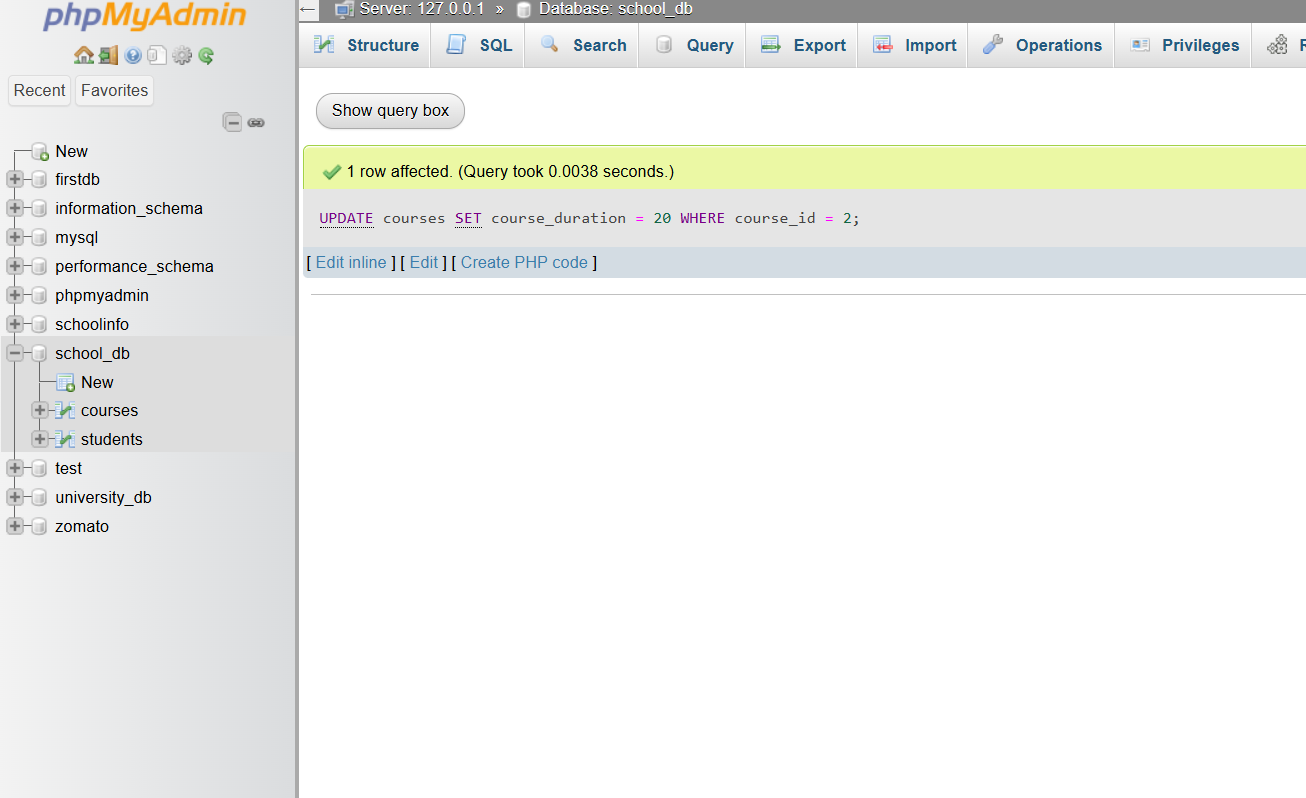 phpMyAdmin
Recent Favorites
New
firstdb
information_schema
mysql
performance_schema
phpmyadmin
schoolinfo
school_db
New
courses
students
test
university_db
zomato
← Server: 127.0.0.1 » Database: school_db
Structure SQL Search Query Export Import Operations Privileges
Show query box
1 row affected. (Query took 0.0038 seconds.)
UPDATE courses SET course_duration = 20 WHERE course_id = 2;
[ Edit inline ] [ Edit ] [ Create PHP code ]